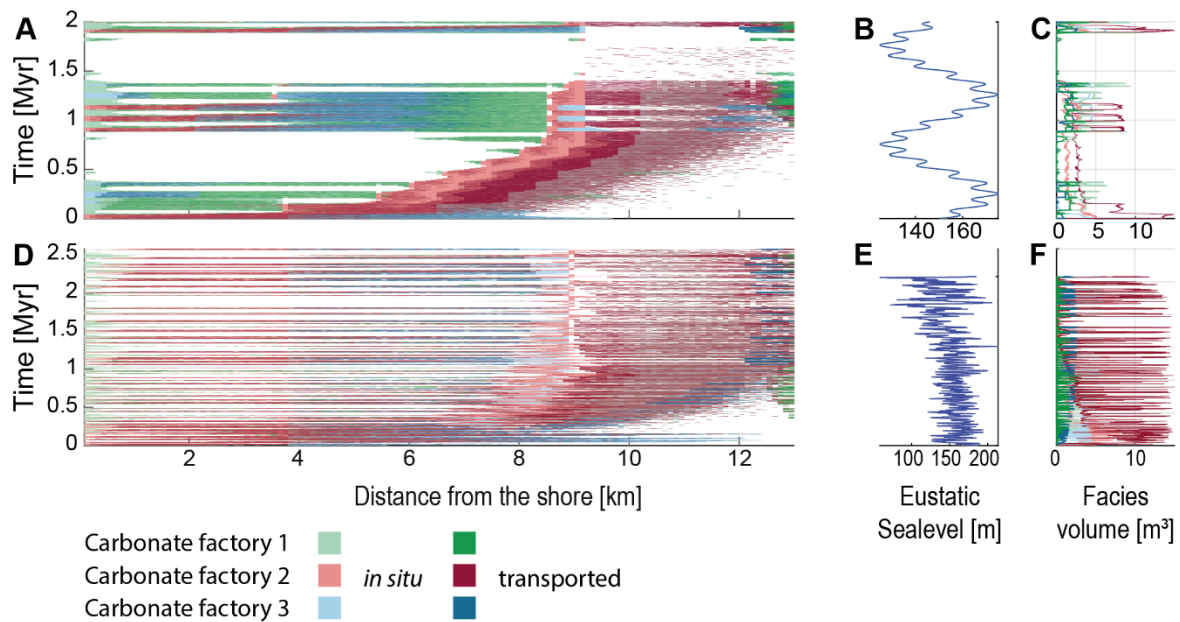 A
B
C
Time [Myr]
2
1.5
1
0.5
0
140
160
0
5
10
15
D
E
F
Time [Myr]
2.5
2
1.5
1
0.5
0
2
4
6
8
10
12
100
150
200
0
10
Distance from the shore [km]
Eustatic
Sealevel [m]
Facies
volume [m³]
Carbonate factory 1
Carbonate factory 2
in situ
transported
Carbonate factory 3